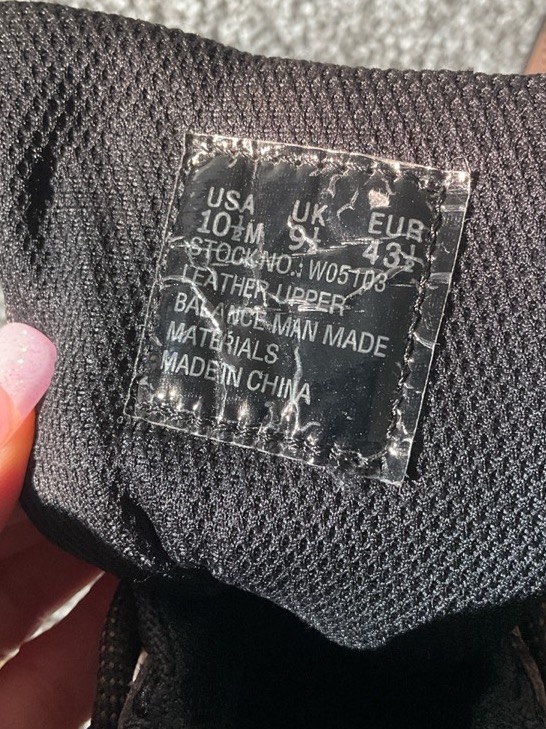 USA UK EUR
10½M 9½ 43½
STOCK NO.: W05103
LEATHER UPPER
BALANCE MAN MADE
MATERIALS
MADE IN CHINA